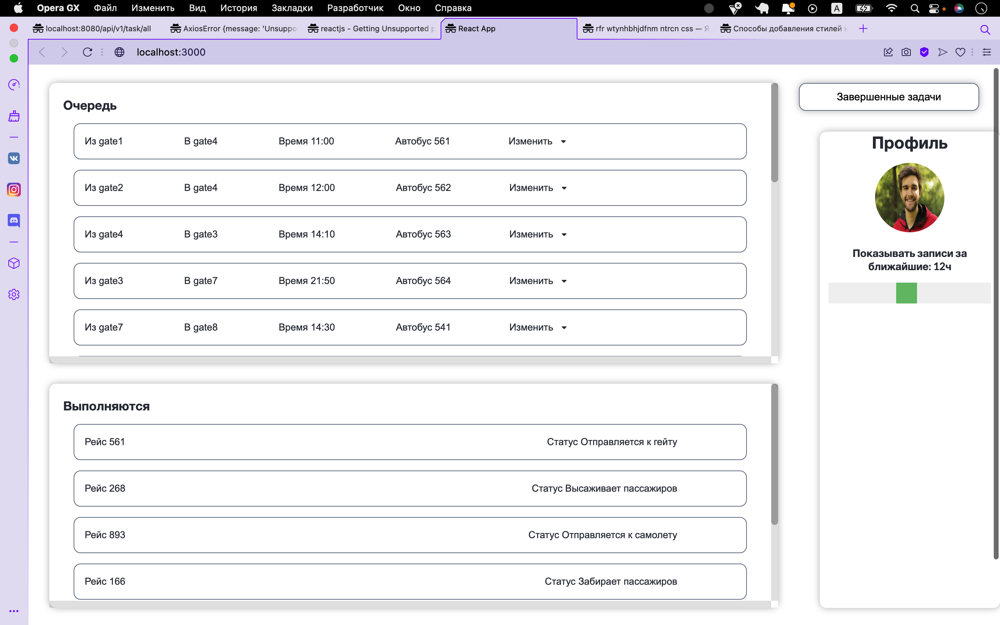 Opera GX Файл Изменить Вид История Закладки Разработчик Окно Справка A
localhost:8080/api/v1/task/all AxiosError {message: 'Unsuppo reactjs - Getting Unsupported p React App rfr wtynhbhjdfnm ntrcn css — Я Способы добавления стилей н
localhost:3000
Очередь
Из gate1 В gate4 Время 11:00 Автобус 561 Изменить
Из gate2 В gate4 Время 12:00 Автобус 562 Изменить
Из gate4 В gate3 Время 14:10 Автобус 563 Изменить
Из gate3 В gate7 Время 21:50 Автобус 564 Изменить
Из gate7 В gate8 Время 14:30 Автобус 541 Изменить
Выполняются
Рейс 561 Статус Отправляется к гейту
Рейс 268 Статус Высаживает пассажиров
Рейс 893 Статус Отправляется к самолету
Рейс 166 Статус Забирает пассажиров
Завершенные задачи
Профиль
Показывать записи за
ближайшие: 12ч